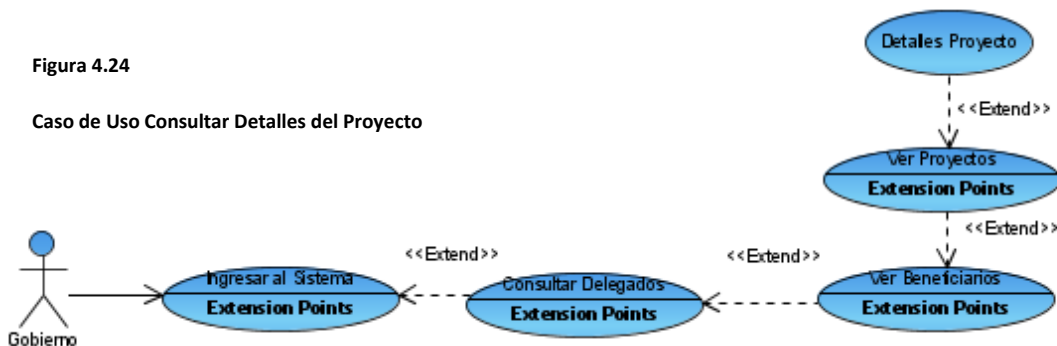 Figura 4.24
Caso de Uso Consultar Detalles del Proyecto
Detalles Proyecto
<<Extend>>
Ver Proyectos
Extension Points
<<Extend>>
Ver Beneficiarios
Extension Points
<<Extend>>
Consultar Delegados
Extension Points
<<Extend>>
Ingresar al Sistema
Extension Points
Gobierno